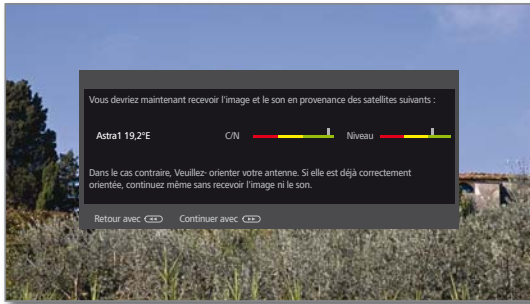 Vous devriez maintenant recevoir l'image et le son en provenance des satellites suivants :
Astra1 19,2°E C/N Niveau
Dans le cas contraire, Veuillez- orienter votre antenne. Si elle est déjà correctement
orientée, continuez même sans recevoir l'image ni le son.
Retour avec Continuer avec